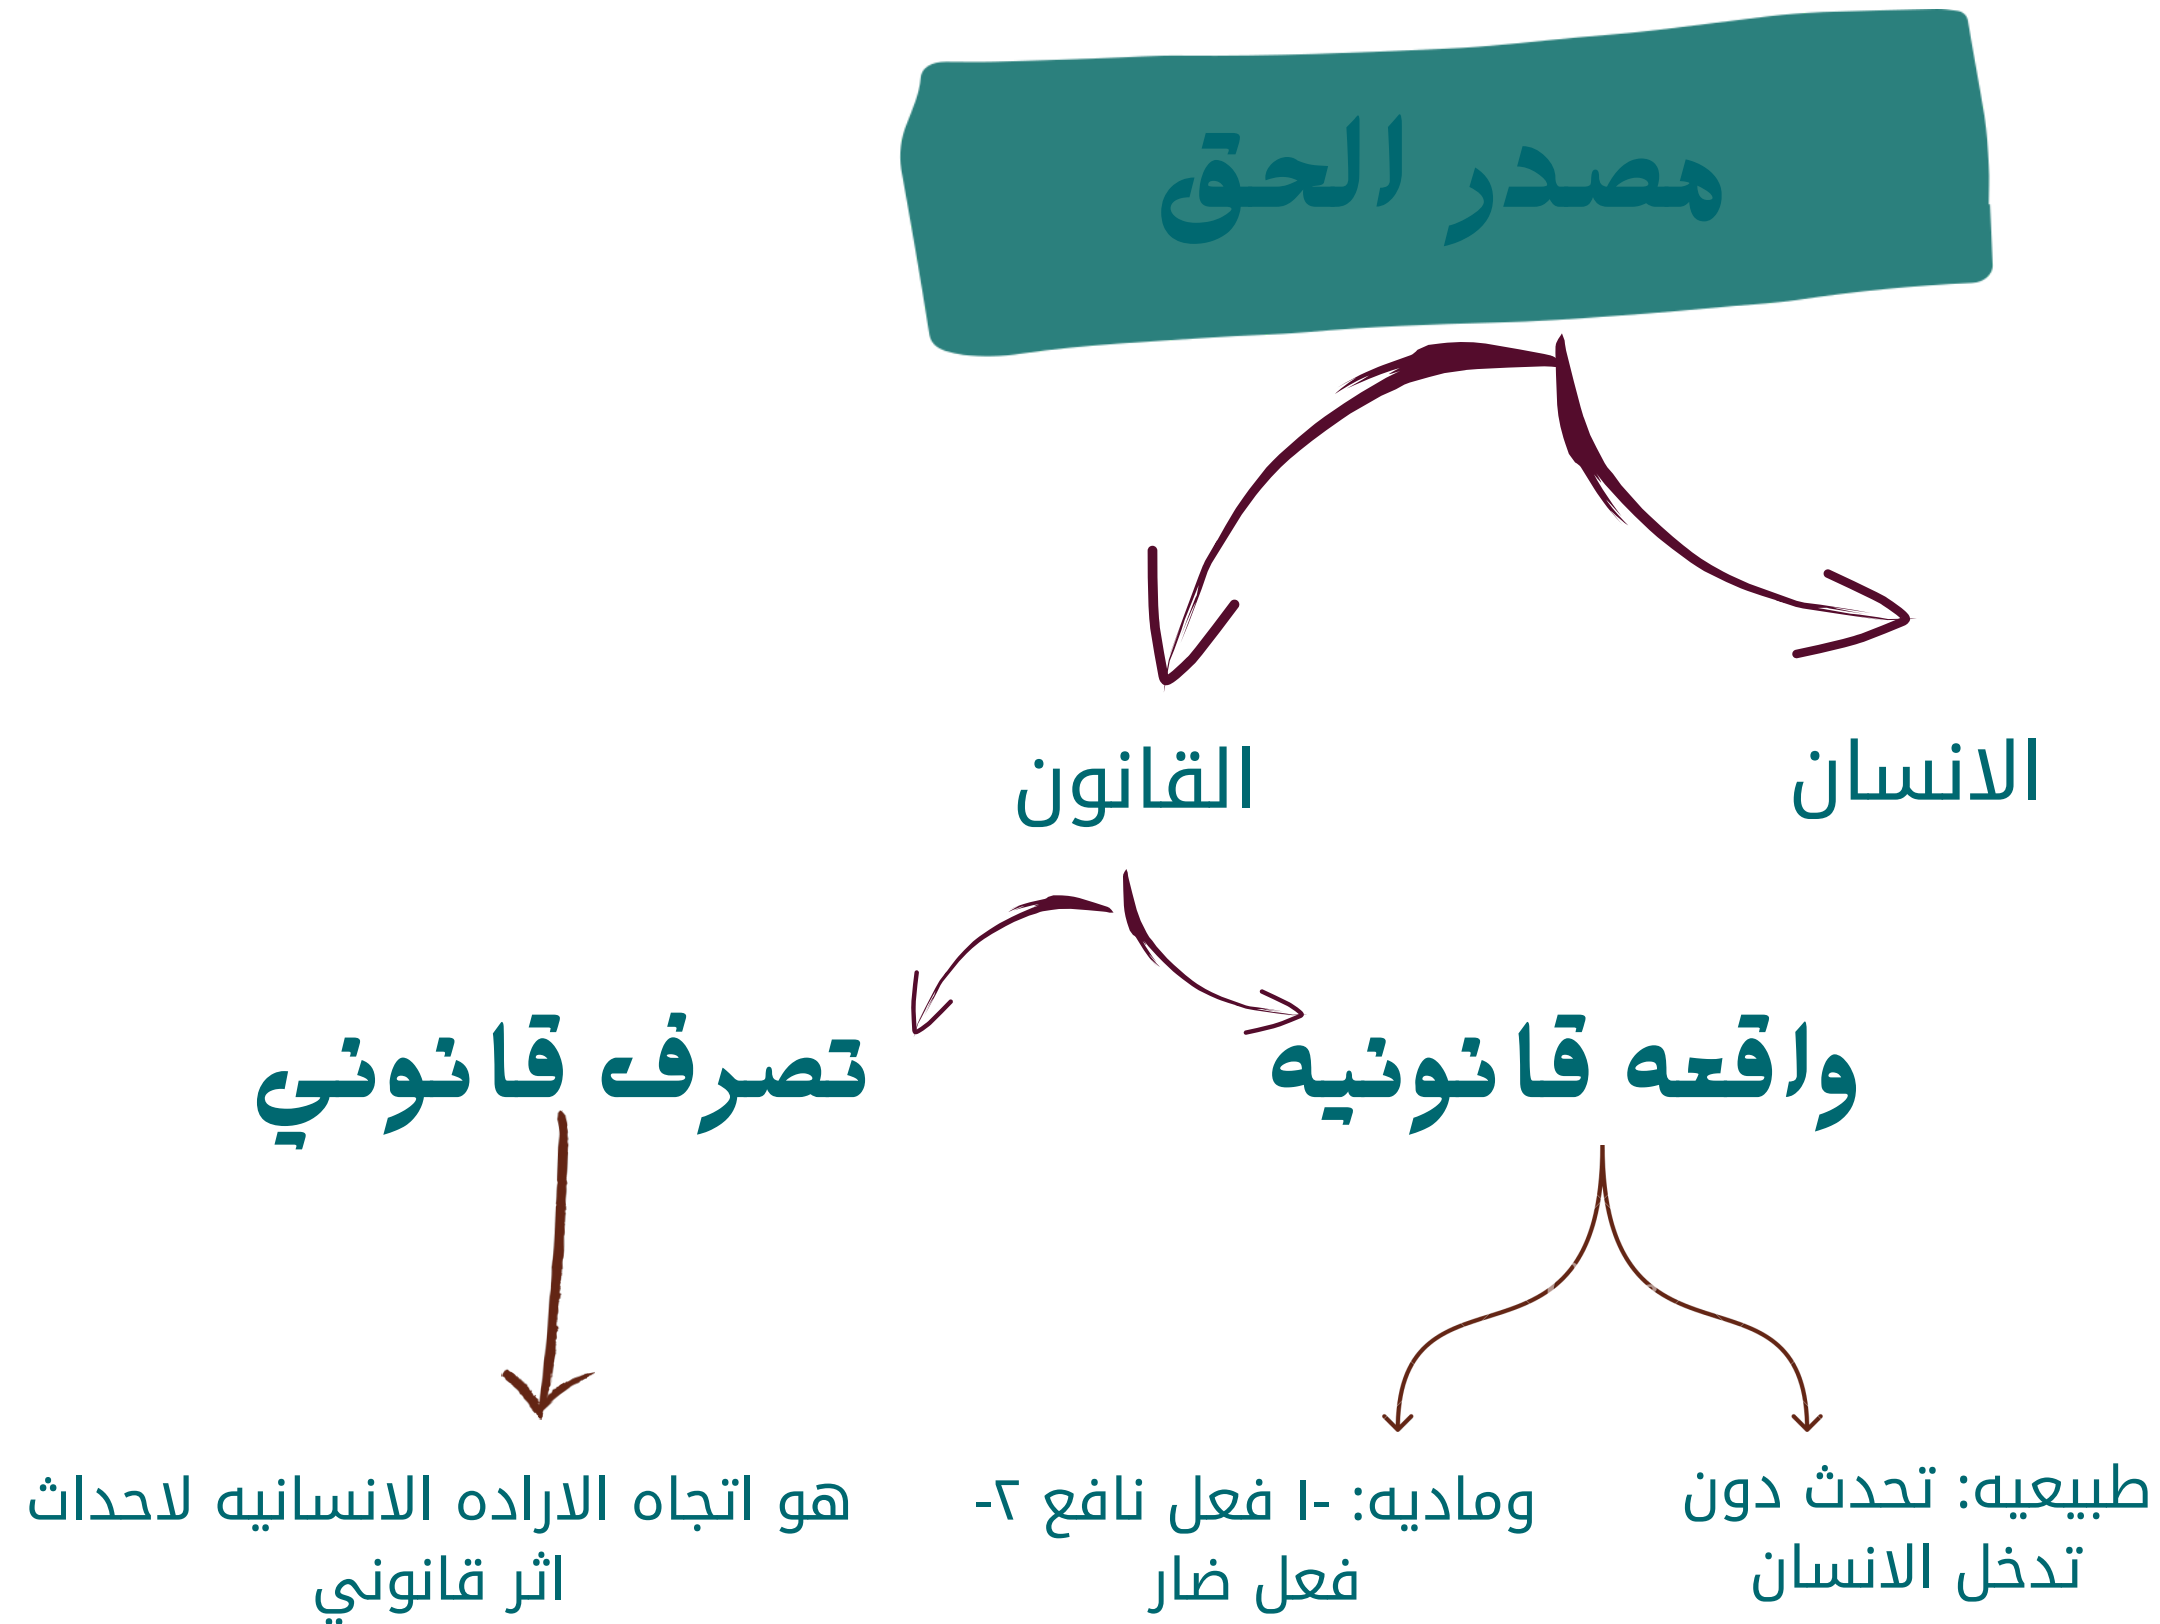 مصدر الحق
الانسان
القانون
واقعه قانونيه
تصرف قانوني
طبيعيه: تحدث دون
تدخل الانسان
وماديه: -١ فعل نافع ٢-
فعل ضار
هو اتجاه الاراده الانسانيه لاحداث
اثر قانوني